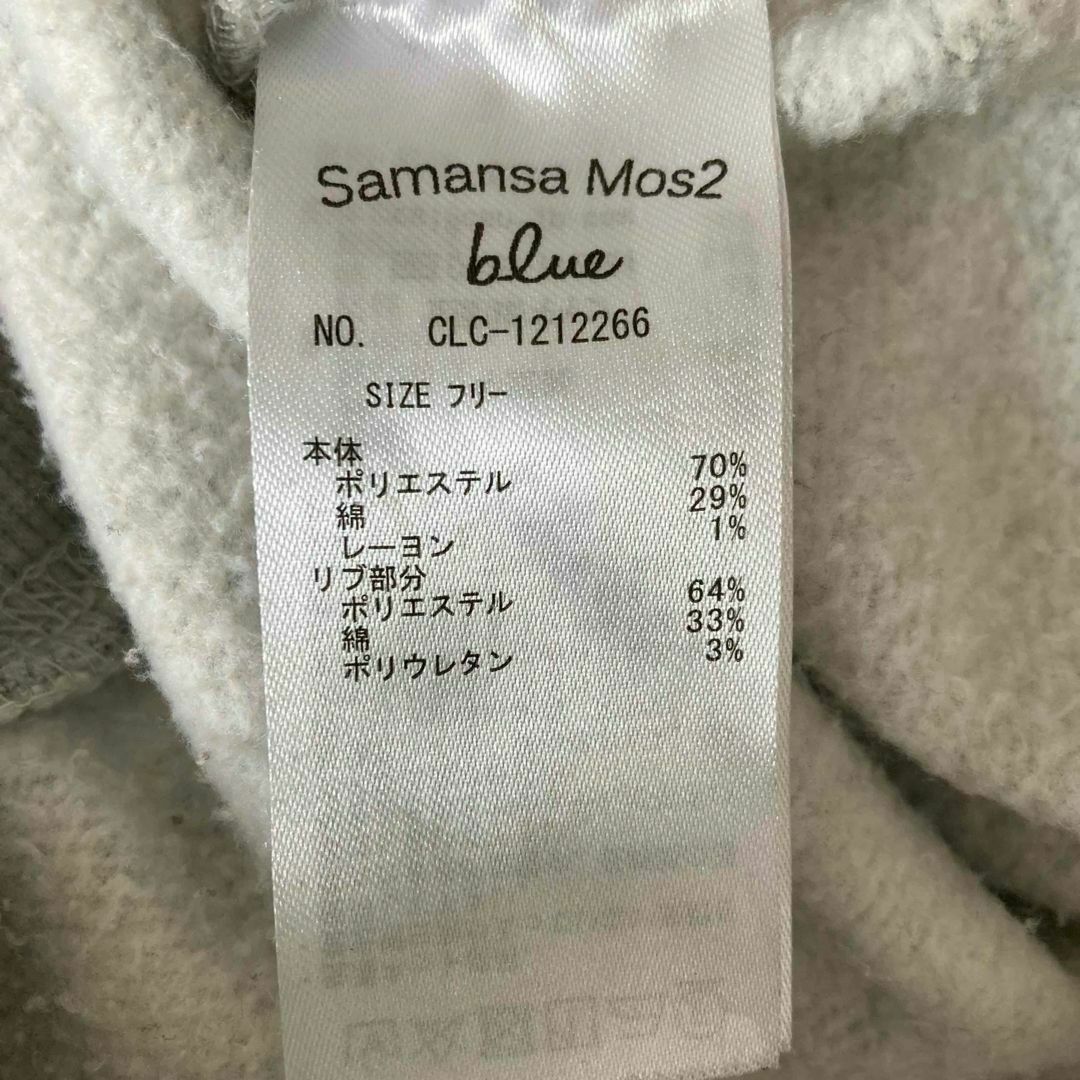 Samansa Mos2
blue
NO. CLC-1212266
SIZE フリー
本体
ポリエステル 70%
綿 29%
レーヨン 1%
リブ部分
ポリエステル 64%
綿 33%
ポリウレタン 3%